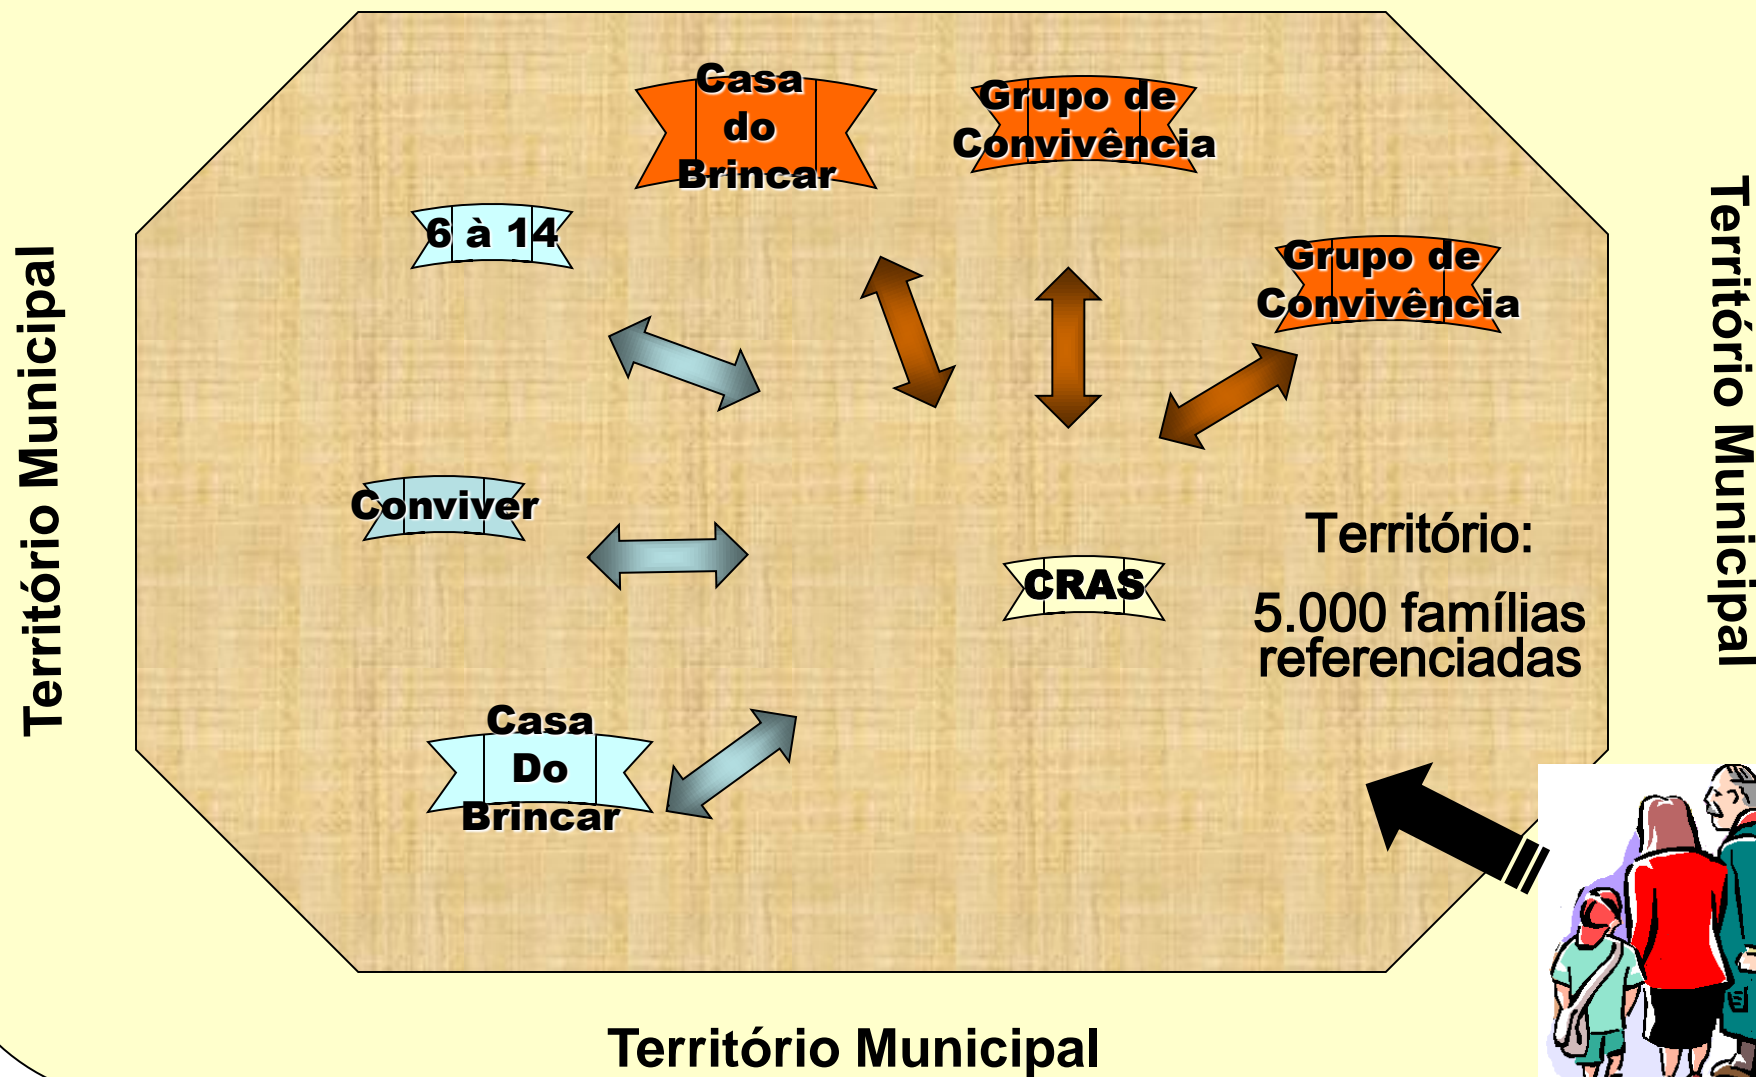 Casa
do
Brincar
Grupo de
Convivência
6 à 14
Grupo de
Convivência
Território Municipal
Território Municipal
Conviver
CRAS
Território:
5.000 famílias
referenciadas
Casa
Do
Brincar
Território Municipal